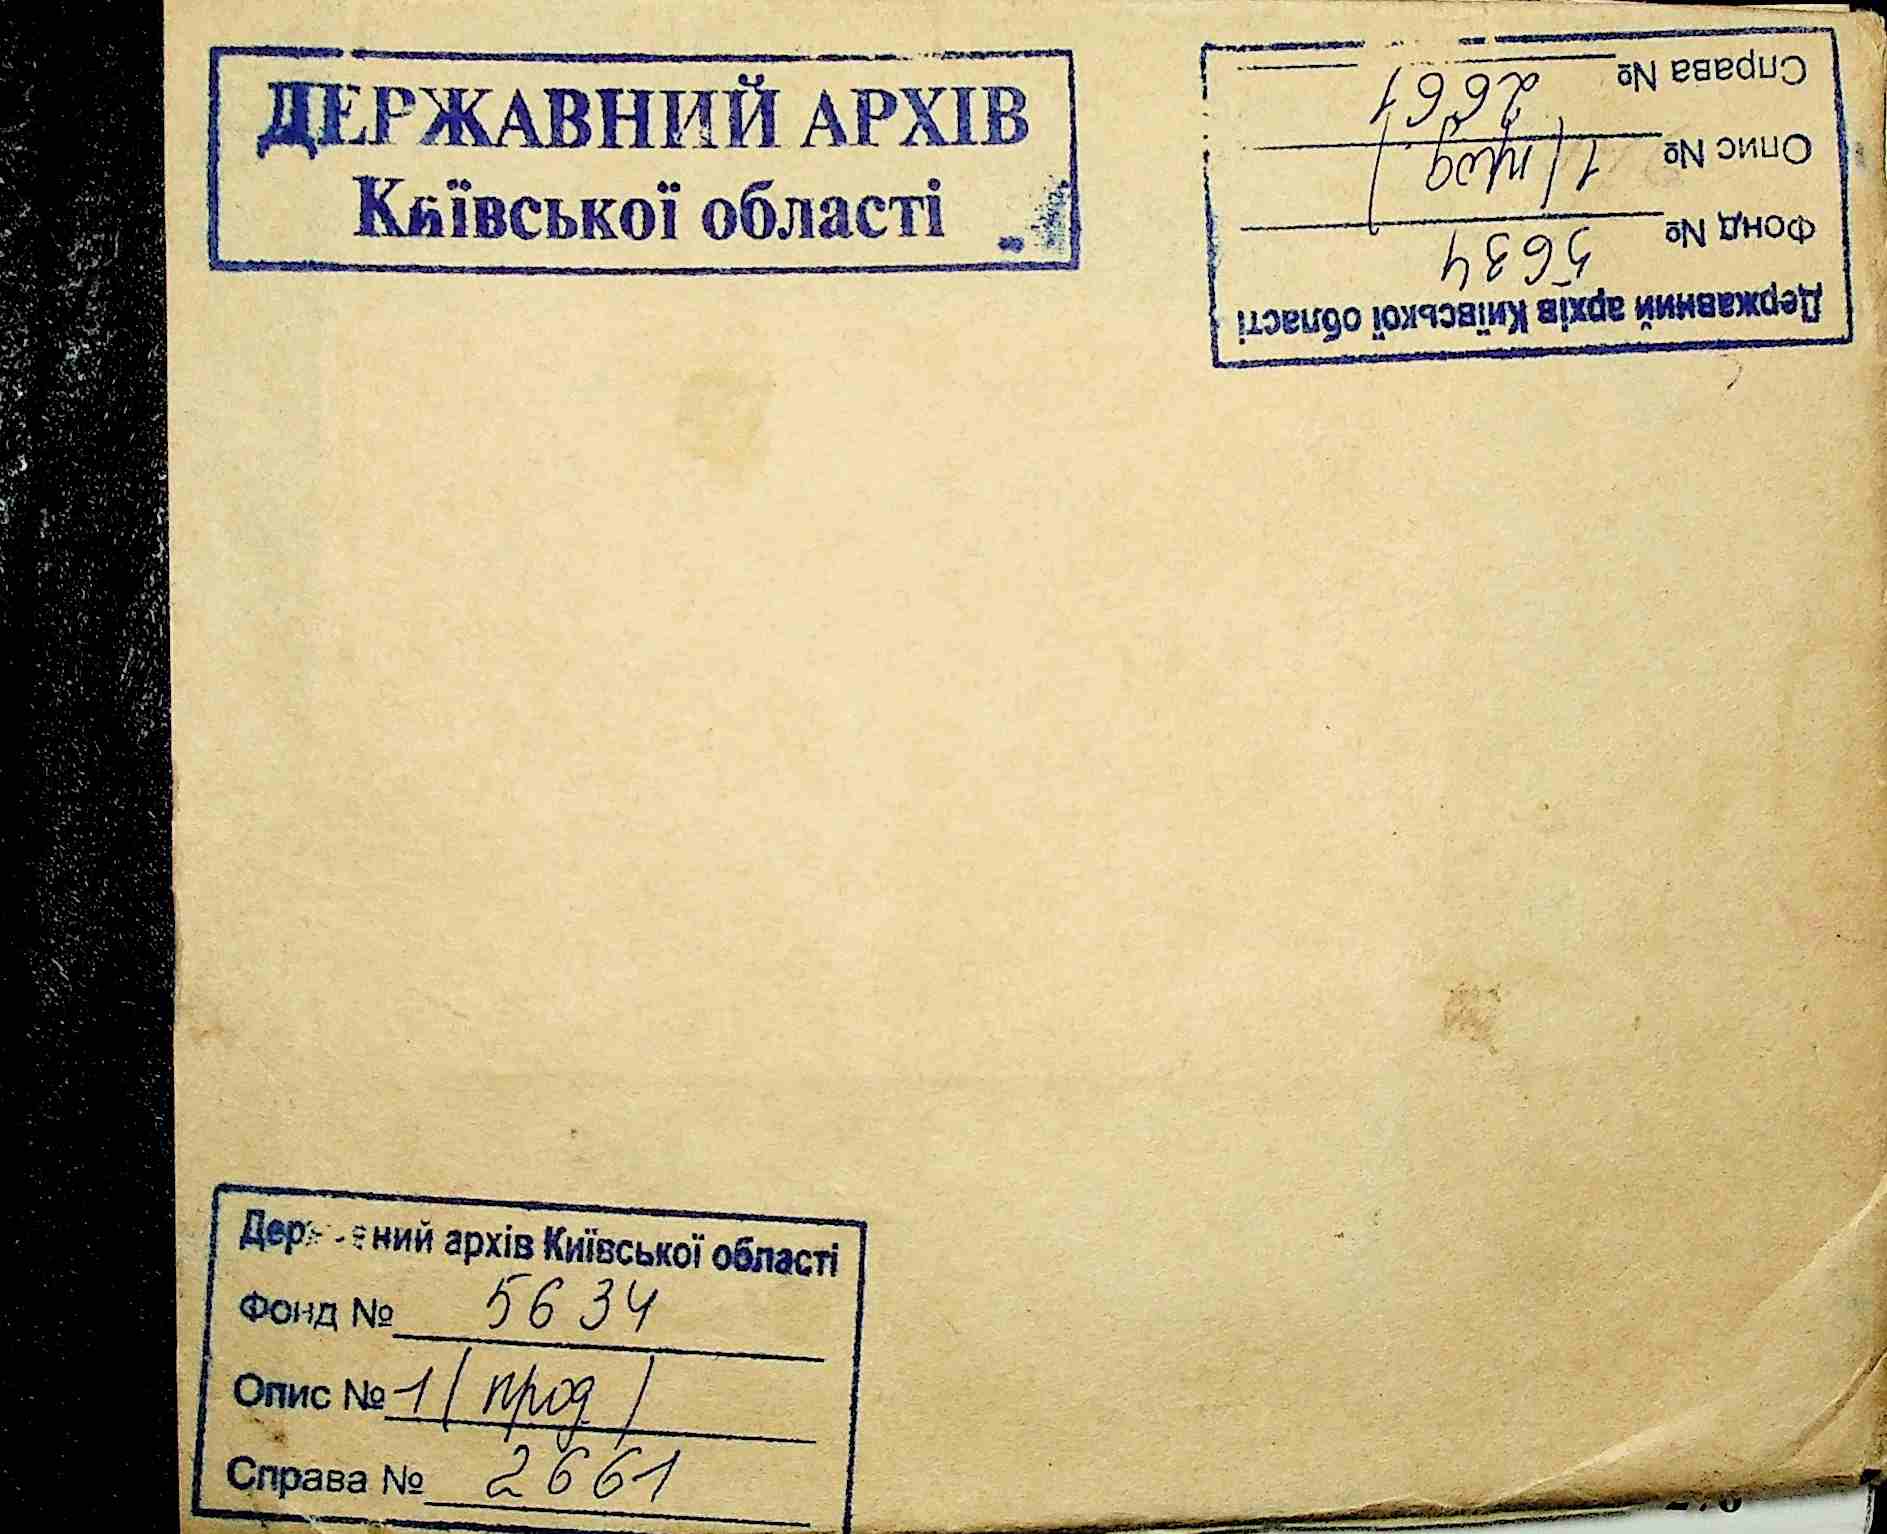 ДЕРЖАВНИЙ АРХІВ
Київської області
Державний архів Київської області
Фонд № 5634
Опис № 1 (прод)
Справа № 2661
Державний архів Київської області
Фонд № 5634
Опис № 1 (прод)
Справа № 2661